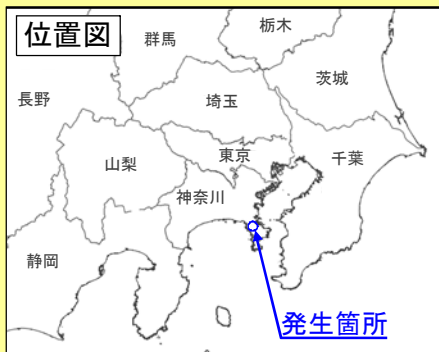 位置図
栃木
群馬
茨城
長野
埼玉
東京
千葉
山梨
神奈川
静岡
発生箇所